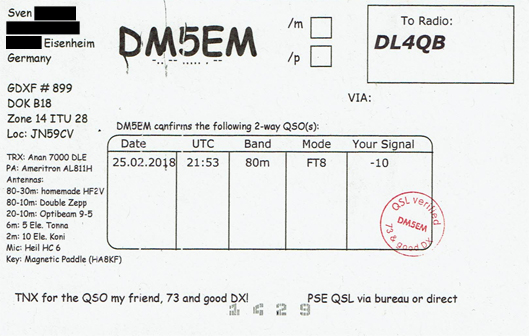 Sven
Eisenheim
Germany
GDXF # 899
DOK B18
Zone 14 ITU 28
Loc: JN59CV
TRX: Anan 7000 DLE
PA: Ameritron AL811H
Antennas:
80-30m: homemade HF2V
80-10m: Double Zepp
20-10m: Optibeam 9-5
6m: 5 Ele. Tonna
2m: 10 Ele. Koni
Mic: Heil HC 6
Key: Magnetic Paddle (HA8KF)
DM5EM
-.. -- ..... . --
/m
/p
To Radio:
DL4QB
VIA:
DM5EM confirms the following 2-way QSO(s):
Date UTC Band Mode Your Signal
25.02.2018 21:53 80m FT8 -10
QSL verified
DM5EM
73 & good DX
TNX for the QSO my friend, 73 and good DX! PSE QSL via bureau or direct
1429